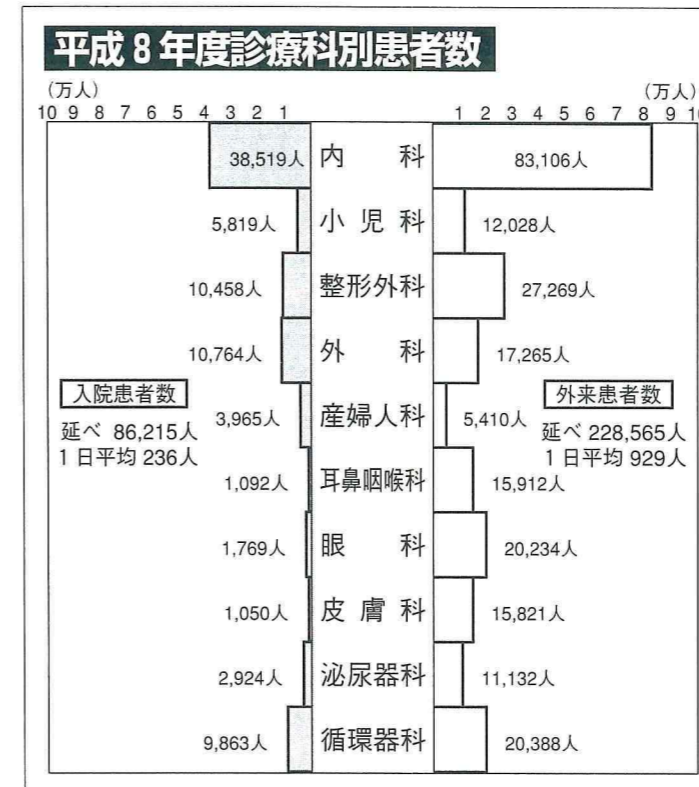 平成8年度診療科別患者数
(万人) (万人)
10 9 8 7 6 5 4 3 2 1 1 2 3 4 5 6 7 8 9 10
38,519人 内科 83,106人
5,819人 小児科 12,028人
10,458人 整形外科 27,269人
10,764人 外科 17,265人
入院患者数
延べ 86,215人
1日平均 236人
3,965人 産婦人科 5,410人
外来患者数
延べ 228,565人
1日平均 929人
1,092人 耳鼻咽喉科 15,912人
1,769人 眼科 20,234人
1,050人 皮膚科 15,821人
2,924人 泌尿器科 11,132人
9,863人 循環器科 20,388人